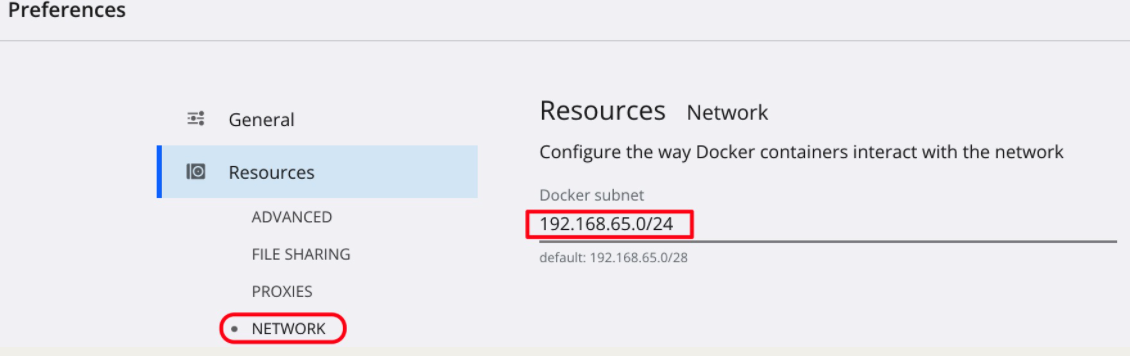 Preferences
General
Resources
ADVANCED
FILE SHARING
PROXIES
NETWORK
Resources Network
Configure the way Docker containers interact with the network
Docker subnet
192.168.65.0/24
default: 192.168.65.0/28